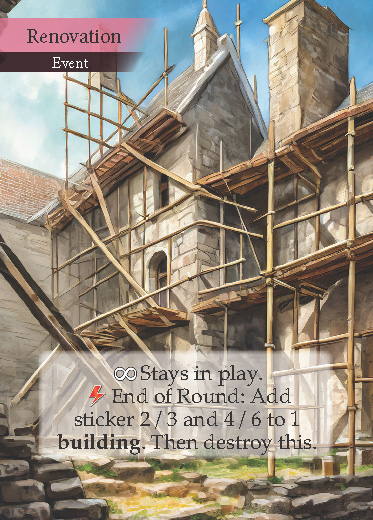 Renovation
Event
♾ Stays in play.
⚡ End of Round: Add
sticker 2 / 3 and 4 / 6 to 1
building. Then destroy this.